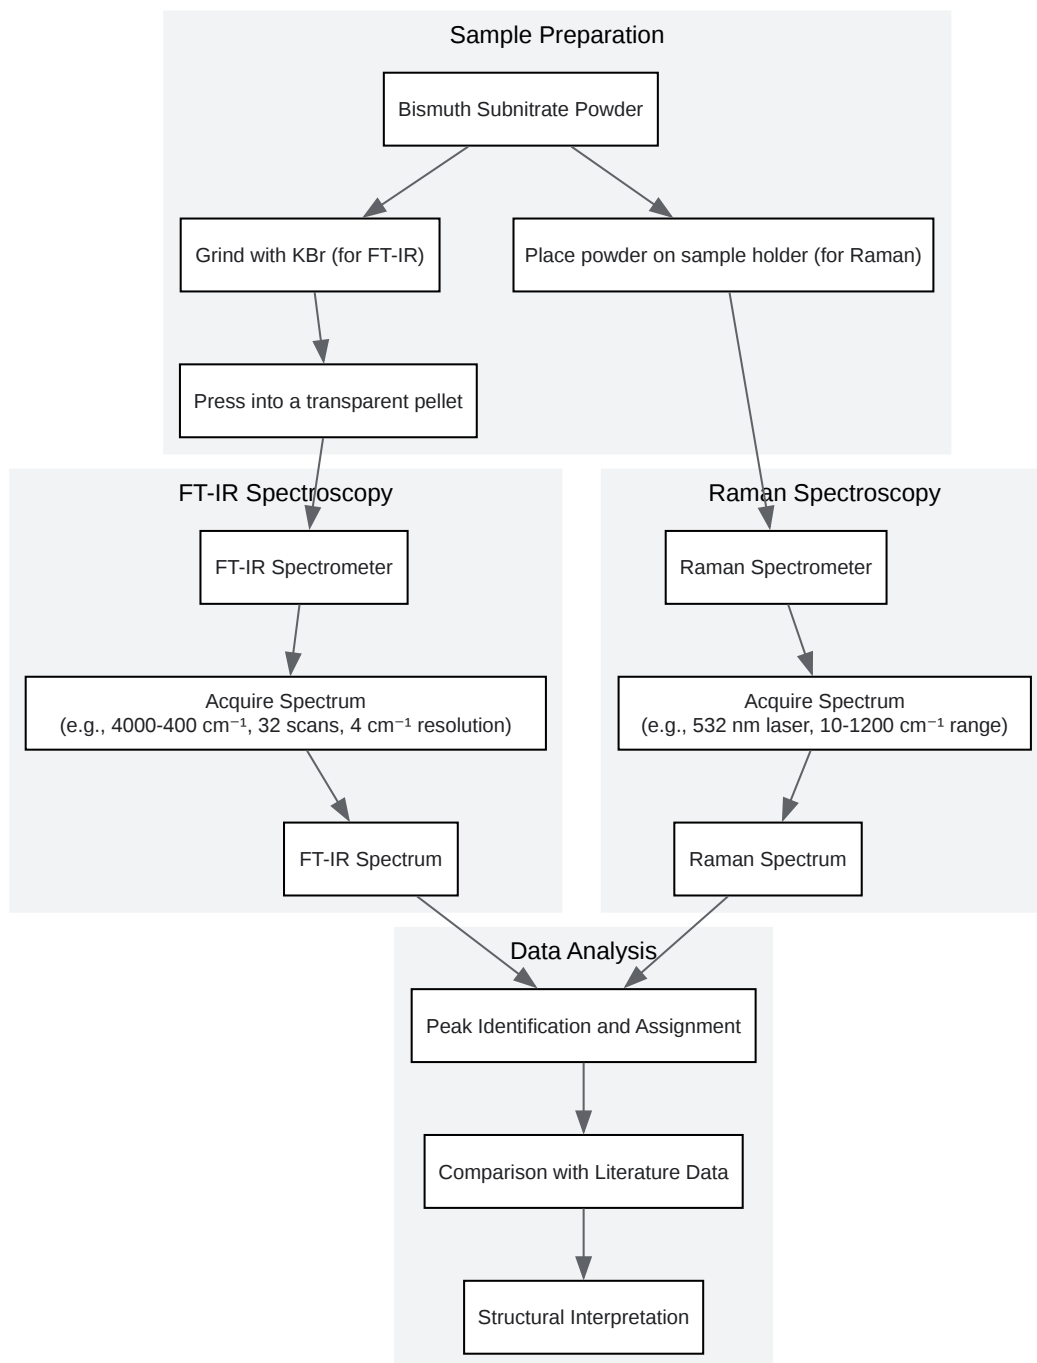 Sample Preparation
Bismuth Subnitrate Powder
Grind with KBr (for FT-IR)
Place powder on sample holder (for Raman)
Press into a transparent pellet
FT-IR Spectroscopy
Raman Spectroscopy
FT-IR Spectrometer
Raman Spectrometer
Acquire Spectrum
(e.g., 4000-400 cm⁻¹, 32 scans, 4 cm⁻¹ resolution)
Acquire Spectrum
(e.g., 532 nm laser, 10-1200 cm⁻¹ range)
FT-IR Spectrum
Raman Spectrum
Data Analysis
Peak Identification and Assignment
Comparison with Literature Data
Structural Interpretation